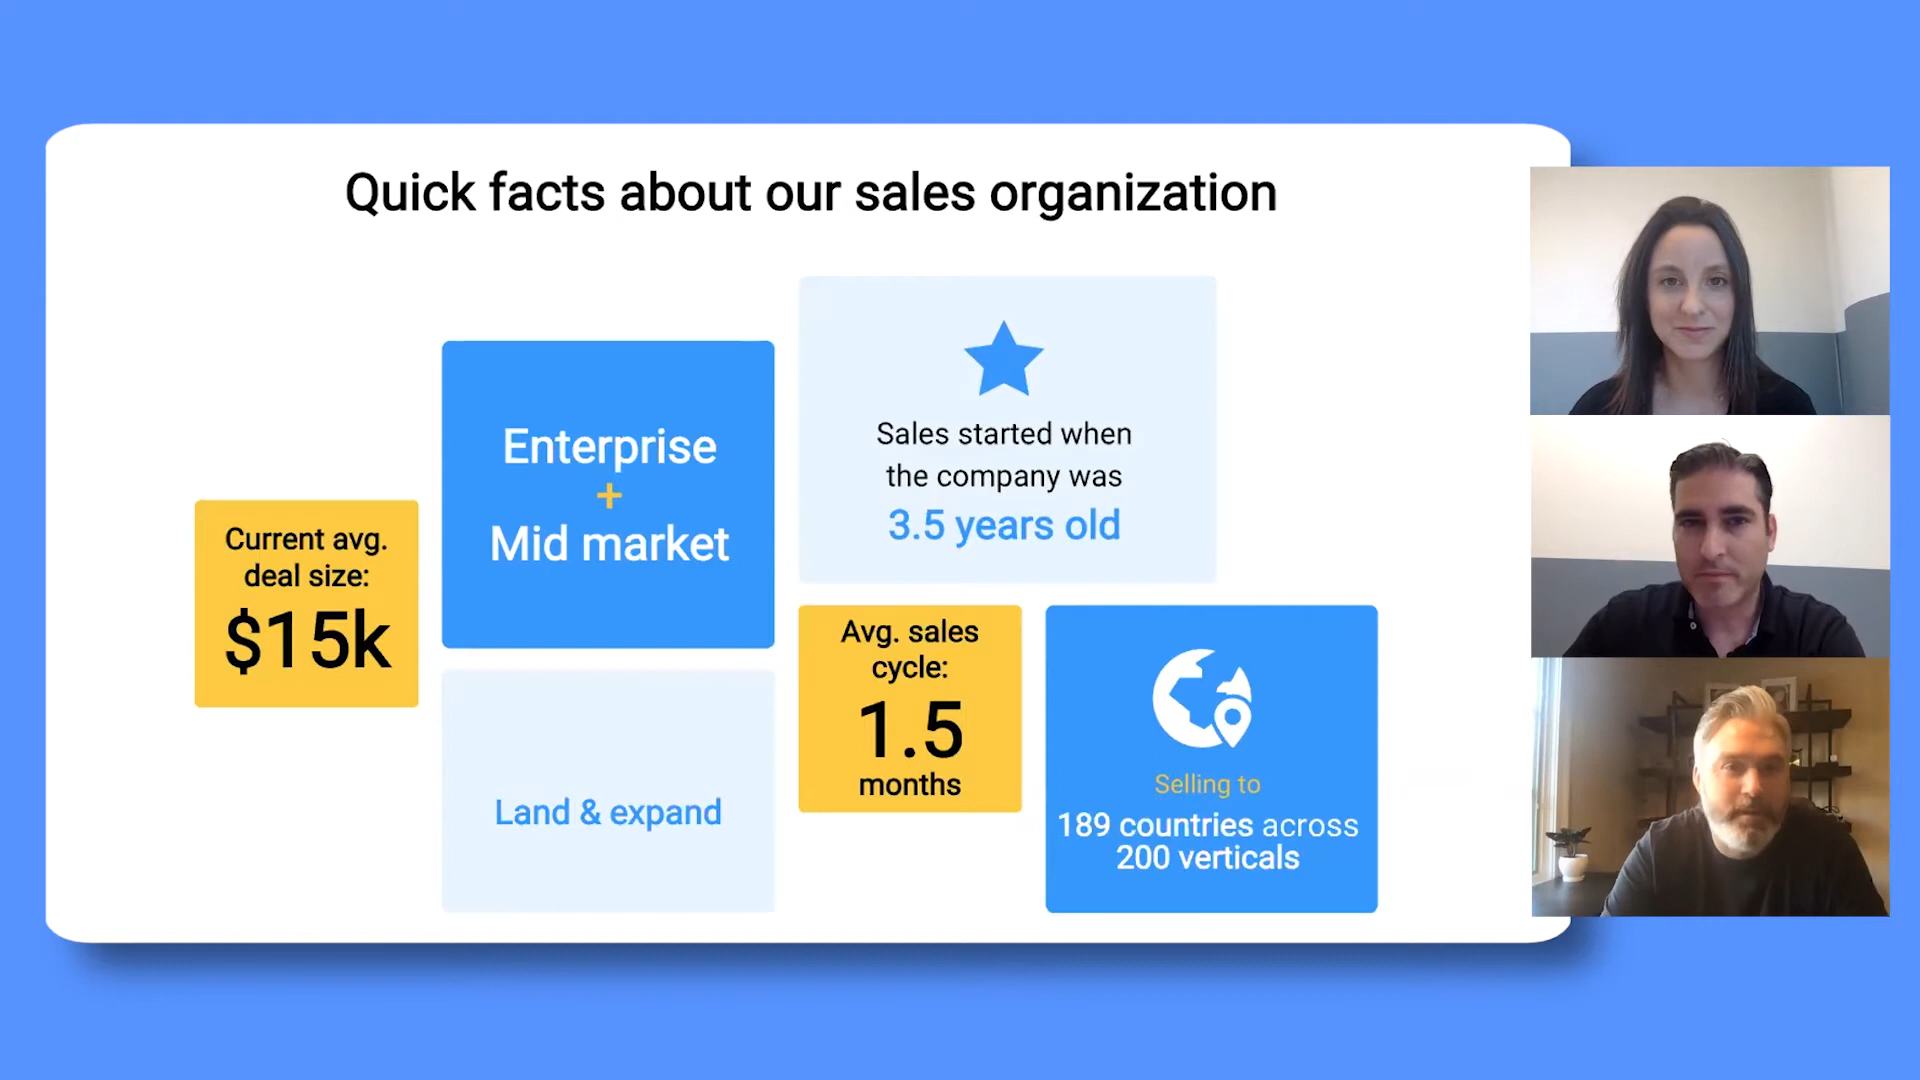 Quick facts about our sales organization
Current avg.
deal size:
$15k
Enterprise
+
Mid market
Land & expand
Sales started when
the company was
3.5 years old
Avg. sales
cycle:
1.5
months
Selling to
189 countries across
200 verticals